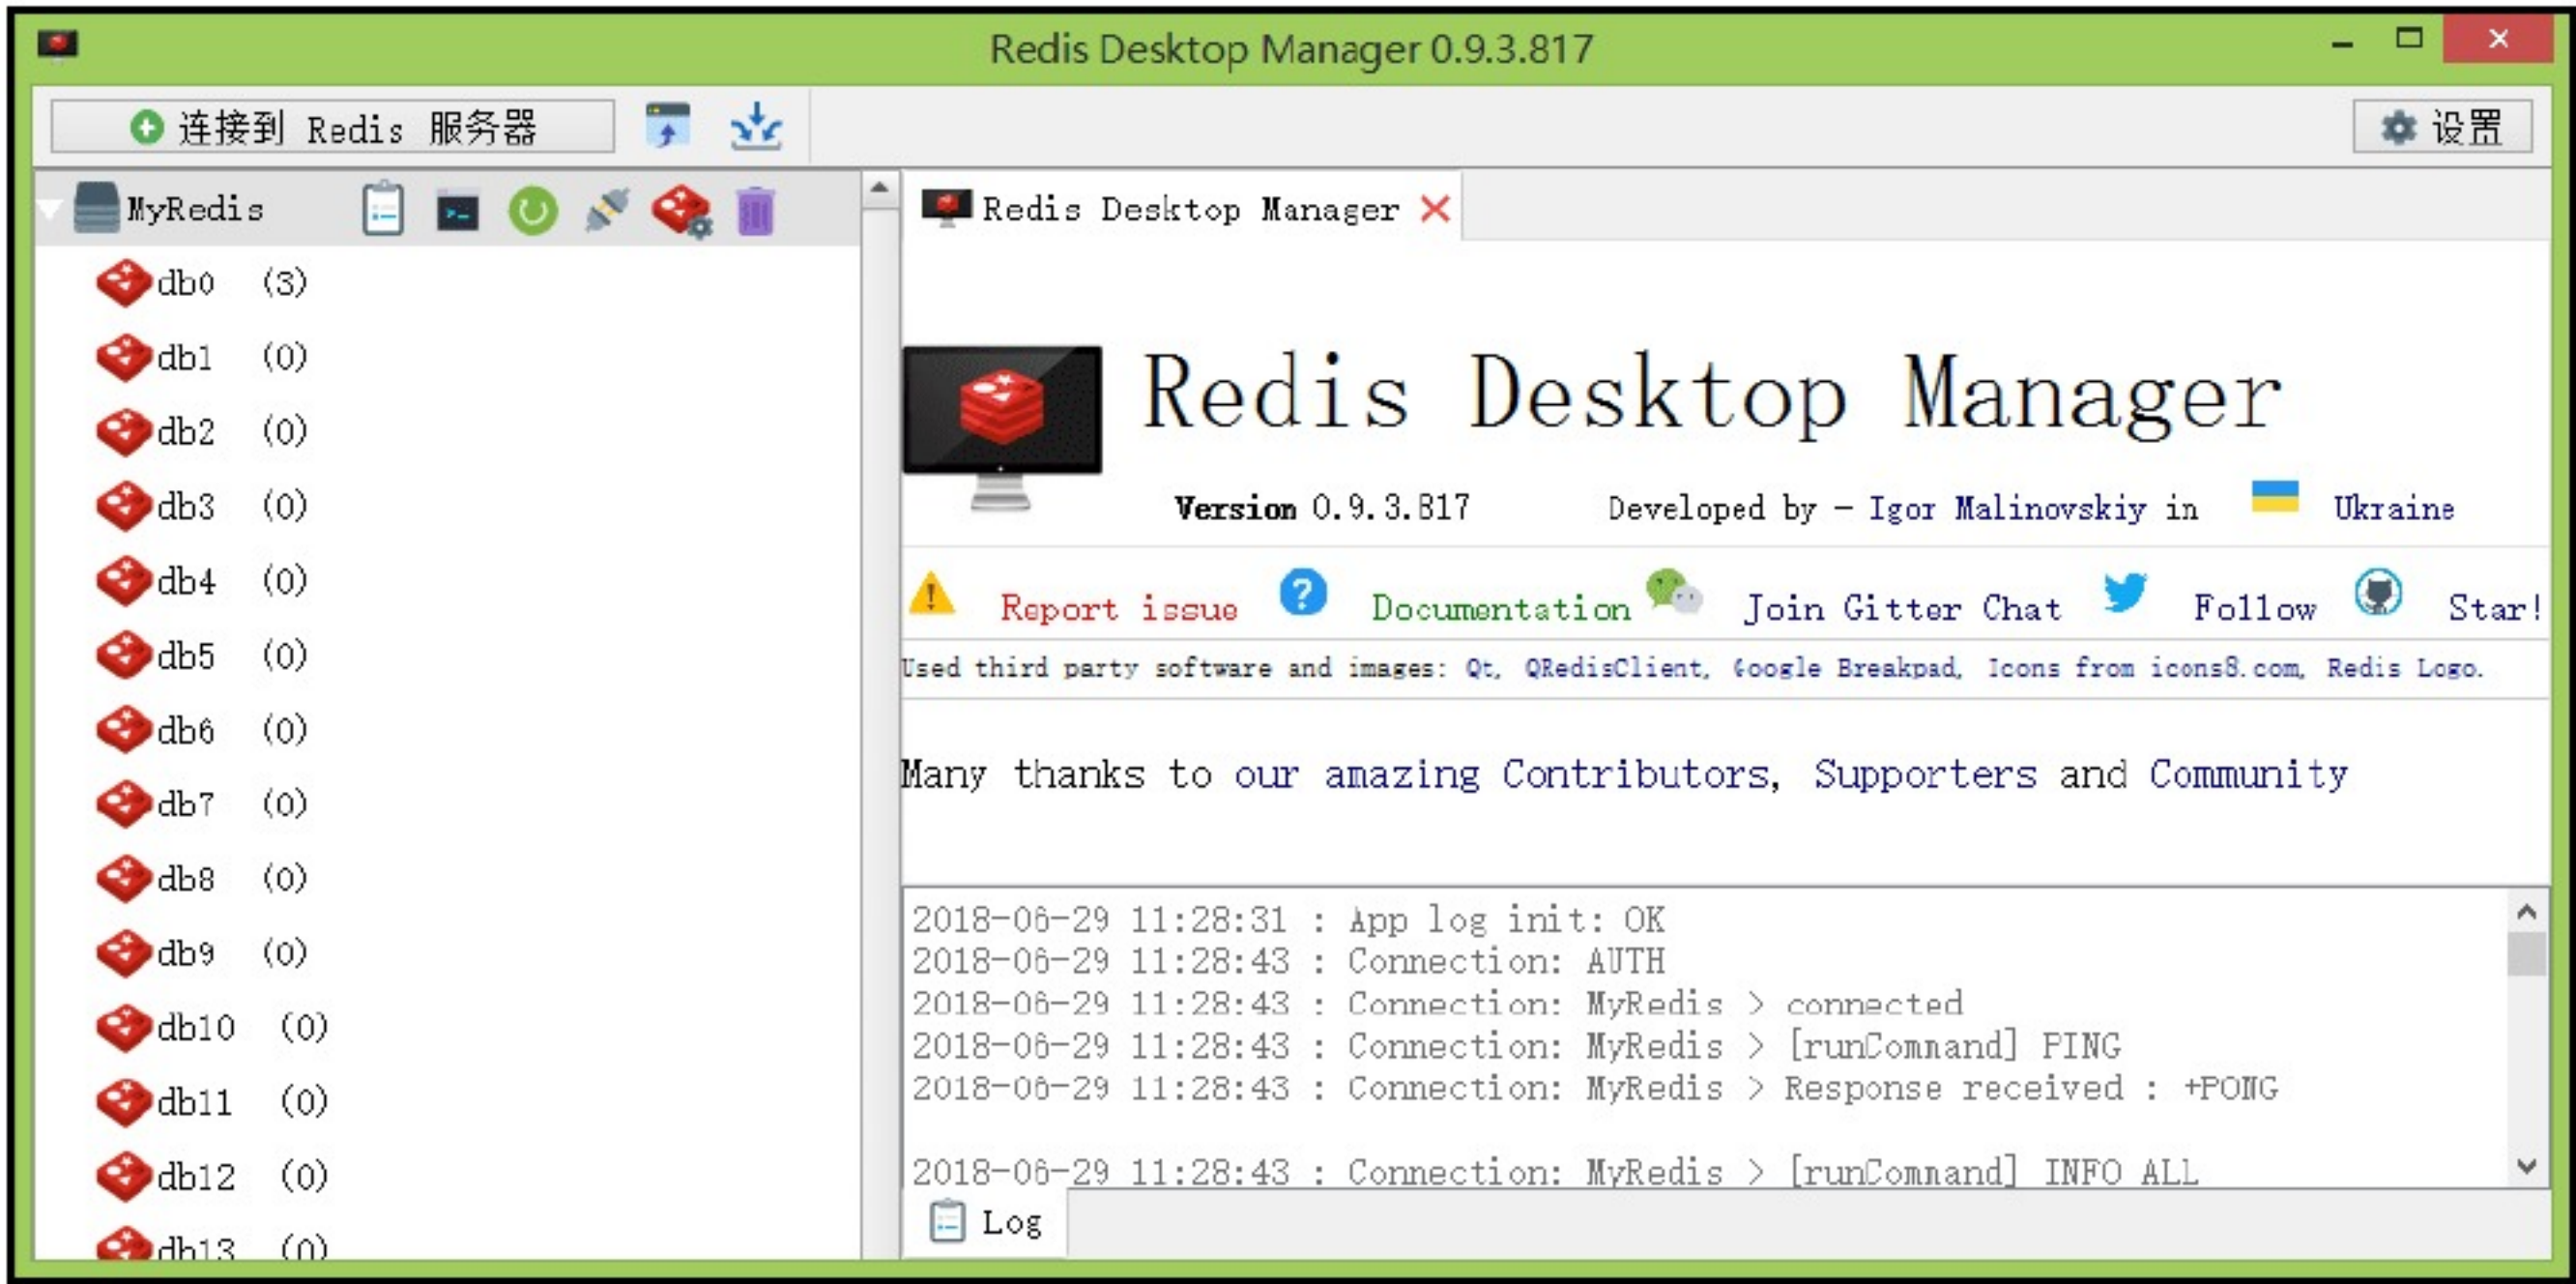 Redis Desktop Manager 0.9.3.817
连接到 Redis 服务器
设置
MyRedis
db0 (3)
db1 (0)
db2 (0)
db3 (0)
db4 (0)
db5 (0)
db6 (0)
db7 (0)
db8 (0)
db9 (0)
db10 (0)
db11 (0)
db12 (0)
db13 (0)
Redis Desktop Manager
Redis Desktop Manager
Version 0.9.3.817 Developed by - Igor Malinovskiy in Ukraine
Report issue Documentation Join Gitter Chat Follow Star!
Used third party software and images: Qt, QRedisClient, Google Breakpad, Icons from icons8.com, Redis Logo.
Many thanks to our amazing Contributors, Supporters and Community
2018-06-29 11:28:31 : App log init: OK
2018-06-29 11:28:43 : Connection: AUTH
2018-06-29 11:28:43 : Connection: MyRedis > connected
2018-06-29 11:28:43 : Connection: MyRedis > [runCommand] PING
2018-06-29 11:28:43 : Connection: MyRedis > Response received : +PONG
2018-06-29 11:28:43 : Connection: MyRedis > [runCommand] INFO ALL
Log